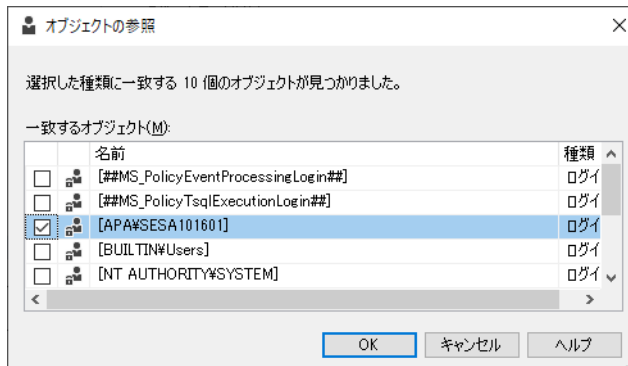 オブジェクトの参照
選択した種類に一致する 10 個のオブジェクトが見つかりました。
一致するオブジェクト(M):
名前 種類
[##MS_PolicyEventProcessingLogin##] ログイ
[##MS_PolicyTsqlExecutionLogin##] ログイ
[APA¥SESA101601] ログイ
[BUILTIN¥Users] ログイ
[NT AUTHORITY¥SYSTEM] ログイ
OK キャンセル ヘルプ